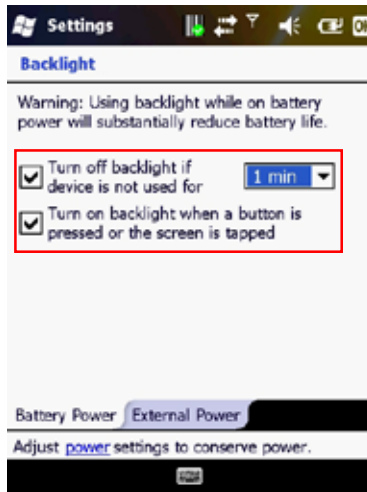 Settings
Backlight
Warning: Using backlight while on battery
power will substantially reduce battery life.
Turn off backlight if
device is not used for
1 min
Turn on backlight when a button is
pressed or the screen is tapped
Battery Power External Power
Adjust power settings to conserve power.